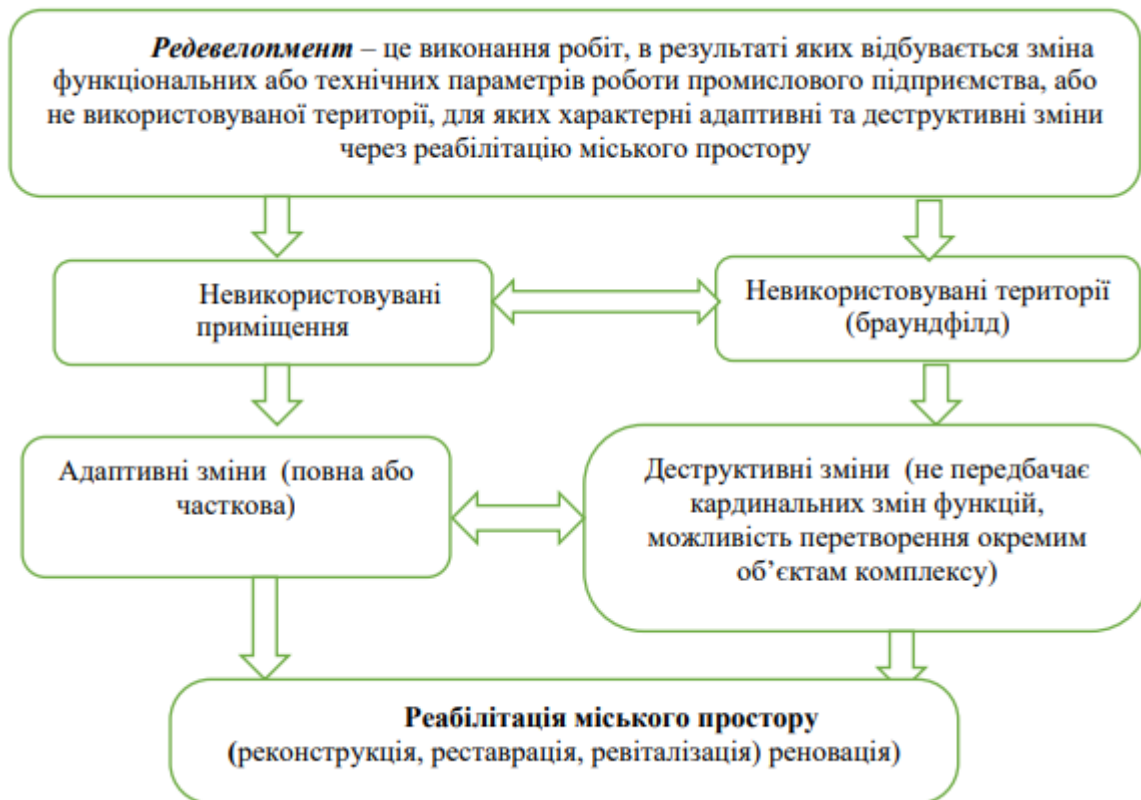 Редевелопмент – це виконання робіт, в результаті яких відбувається зміна
функціональних або технічних параметрів роботи промислового підприємства, або
не використовуваної території, для яких характерні адаптивні та деструктивні зміни
через реабілітацію міського простору
Невикористовувані
приміщення
Невикористовувані території
(браундфілд)
Адаптивні зміни (повна або
часткова)
Деструктивні зміни (не передбачає
кардинальних змін функцій,
можливість перетворення окремим
об’єктам комплексу)
Реабілітація міського простору
(реконструкція, реставрація, ревіталізація) реновація)